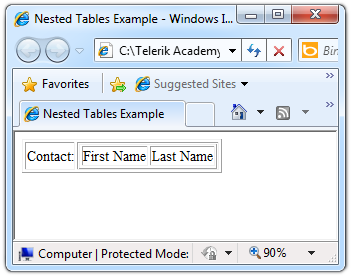 Nested Tables Example - Windows I...
C:\Telerik Academy
Bin
Favorites
Suggested Sites
Nested Tables Example
Contact: First Name Last Name
Computer | Protected Mode:
90%